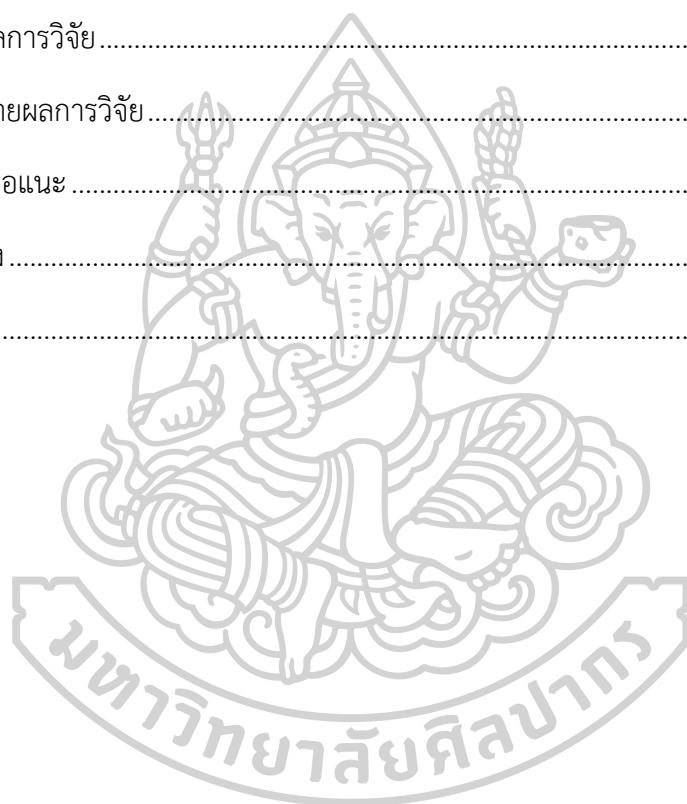 ลการวิจัย
ายผลการวิจัย
อแนะ
ง
มหาวิทยาลัยศิลปากร